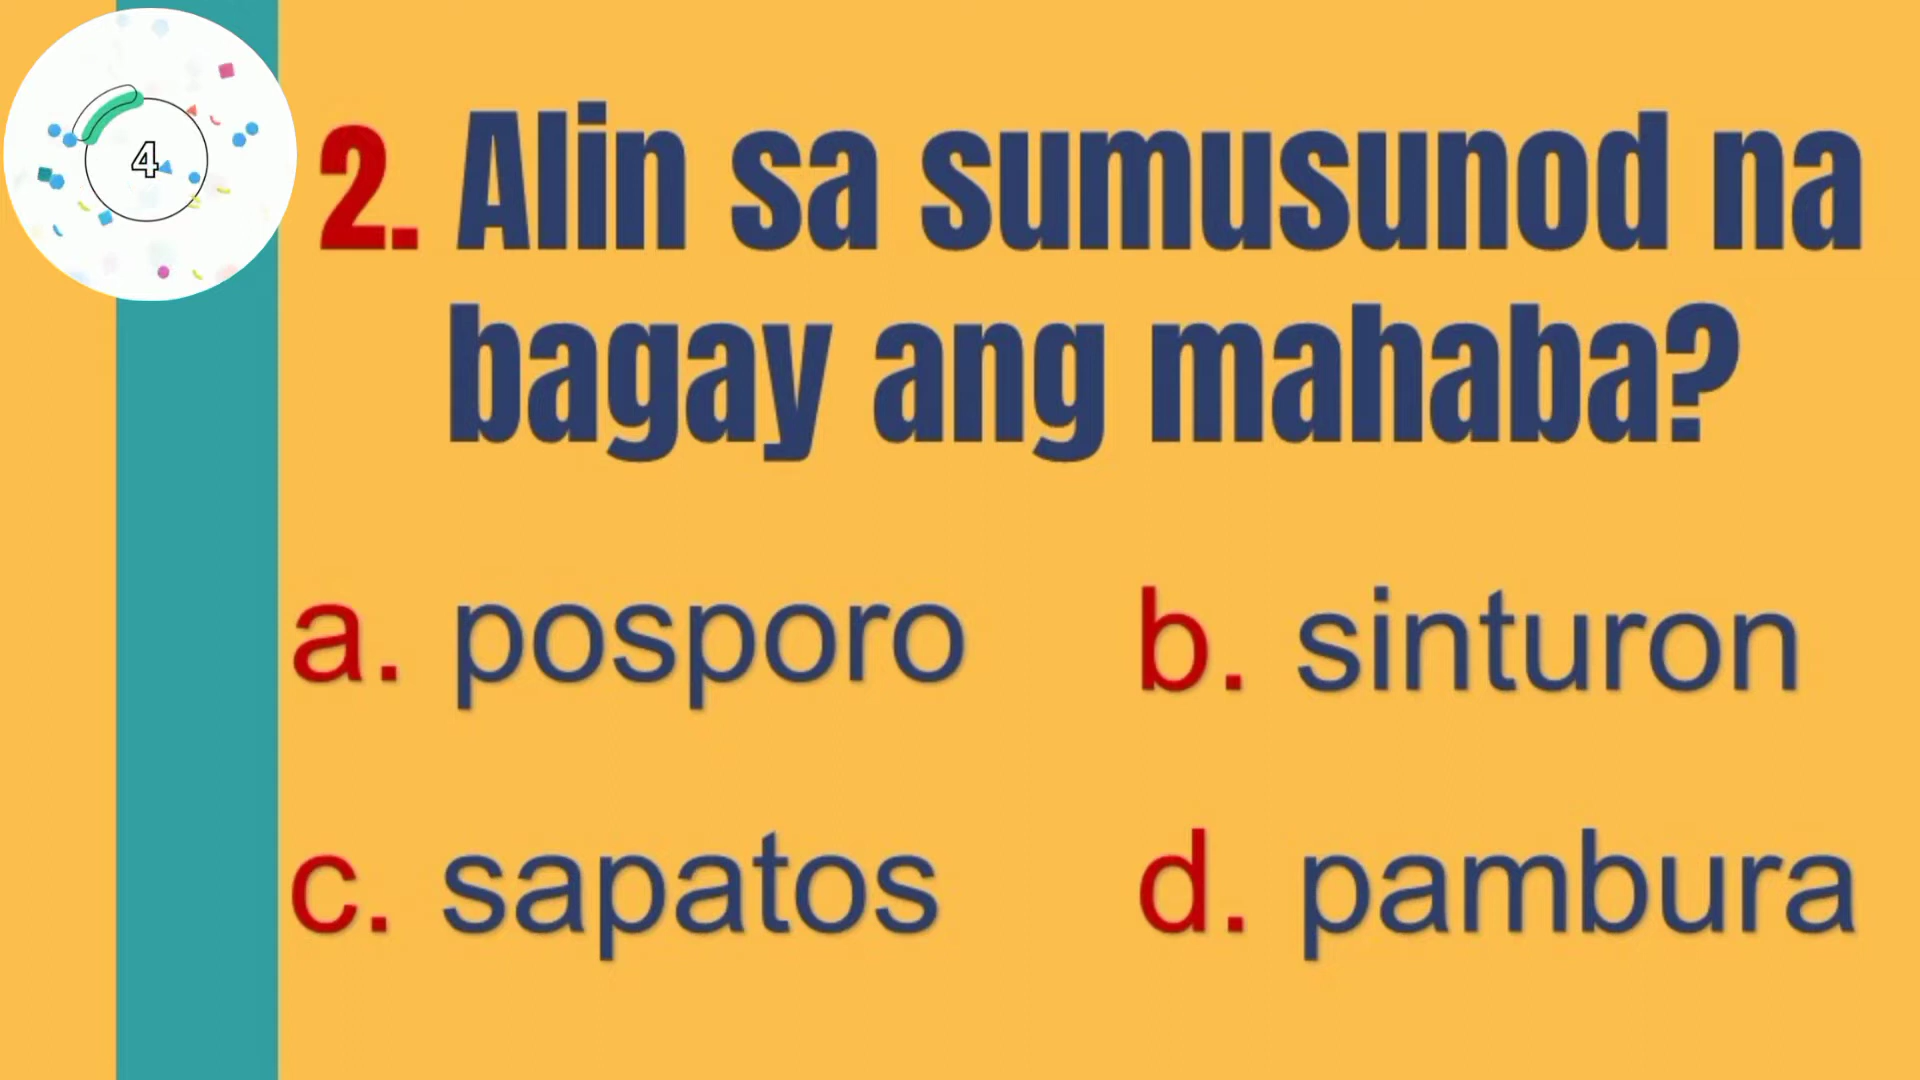 4
2. Alin sa sumusunod na
bagay ang mahaba?
a. posporo b. sinturon
c. sapatos d. pambura